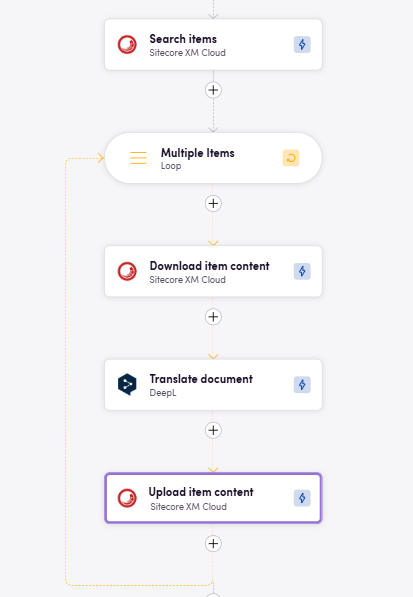 Search items
Sitecore XM Cloud
Multiple Items
Loop
Download item content
Sitecore XM Cloud
Translate document
DeepL
Upload item content
Sitecore XM Cloud